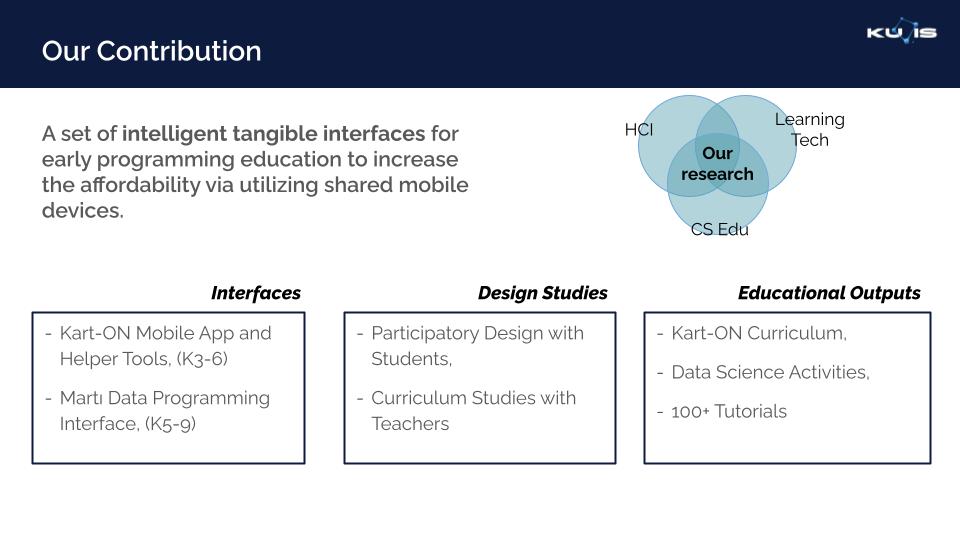 Our Contribution
KUIS
A set of intelligent tangible interfaces for
early programming education to increase
the affordability via utilizing shared mobile
devices.
HCI
Learning
Tech
Our
research
CS Edu
Interfaces
- Kart-ON Mobile App and
Helper Tools, (K3-6)
- Martı Data Programming
Interface, (K5-9)
Design Studies
- Participatory Design with
Students,
- Curriculum Studies with
Teachers
Educational Outputs
- Kart-ON Curriculum,
- Data Science Activities,
- 100+ Tutorials